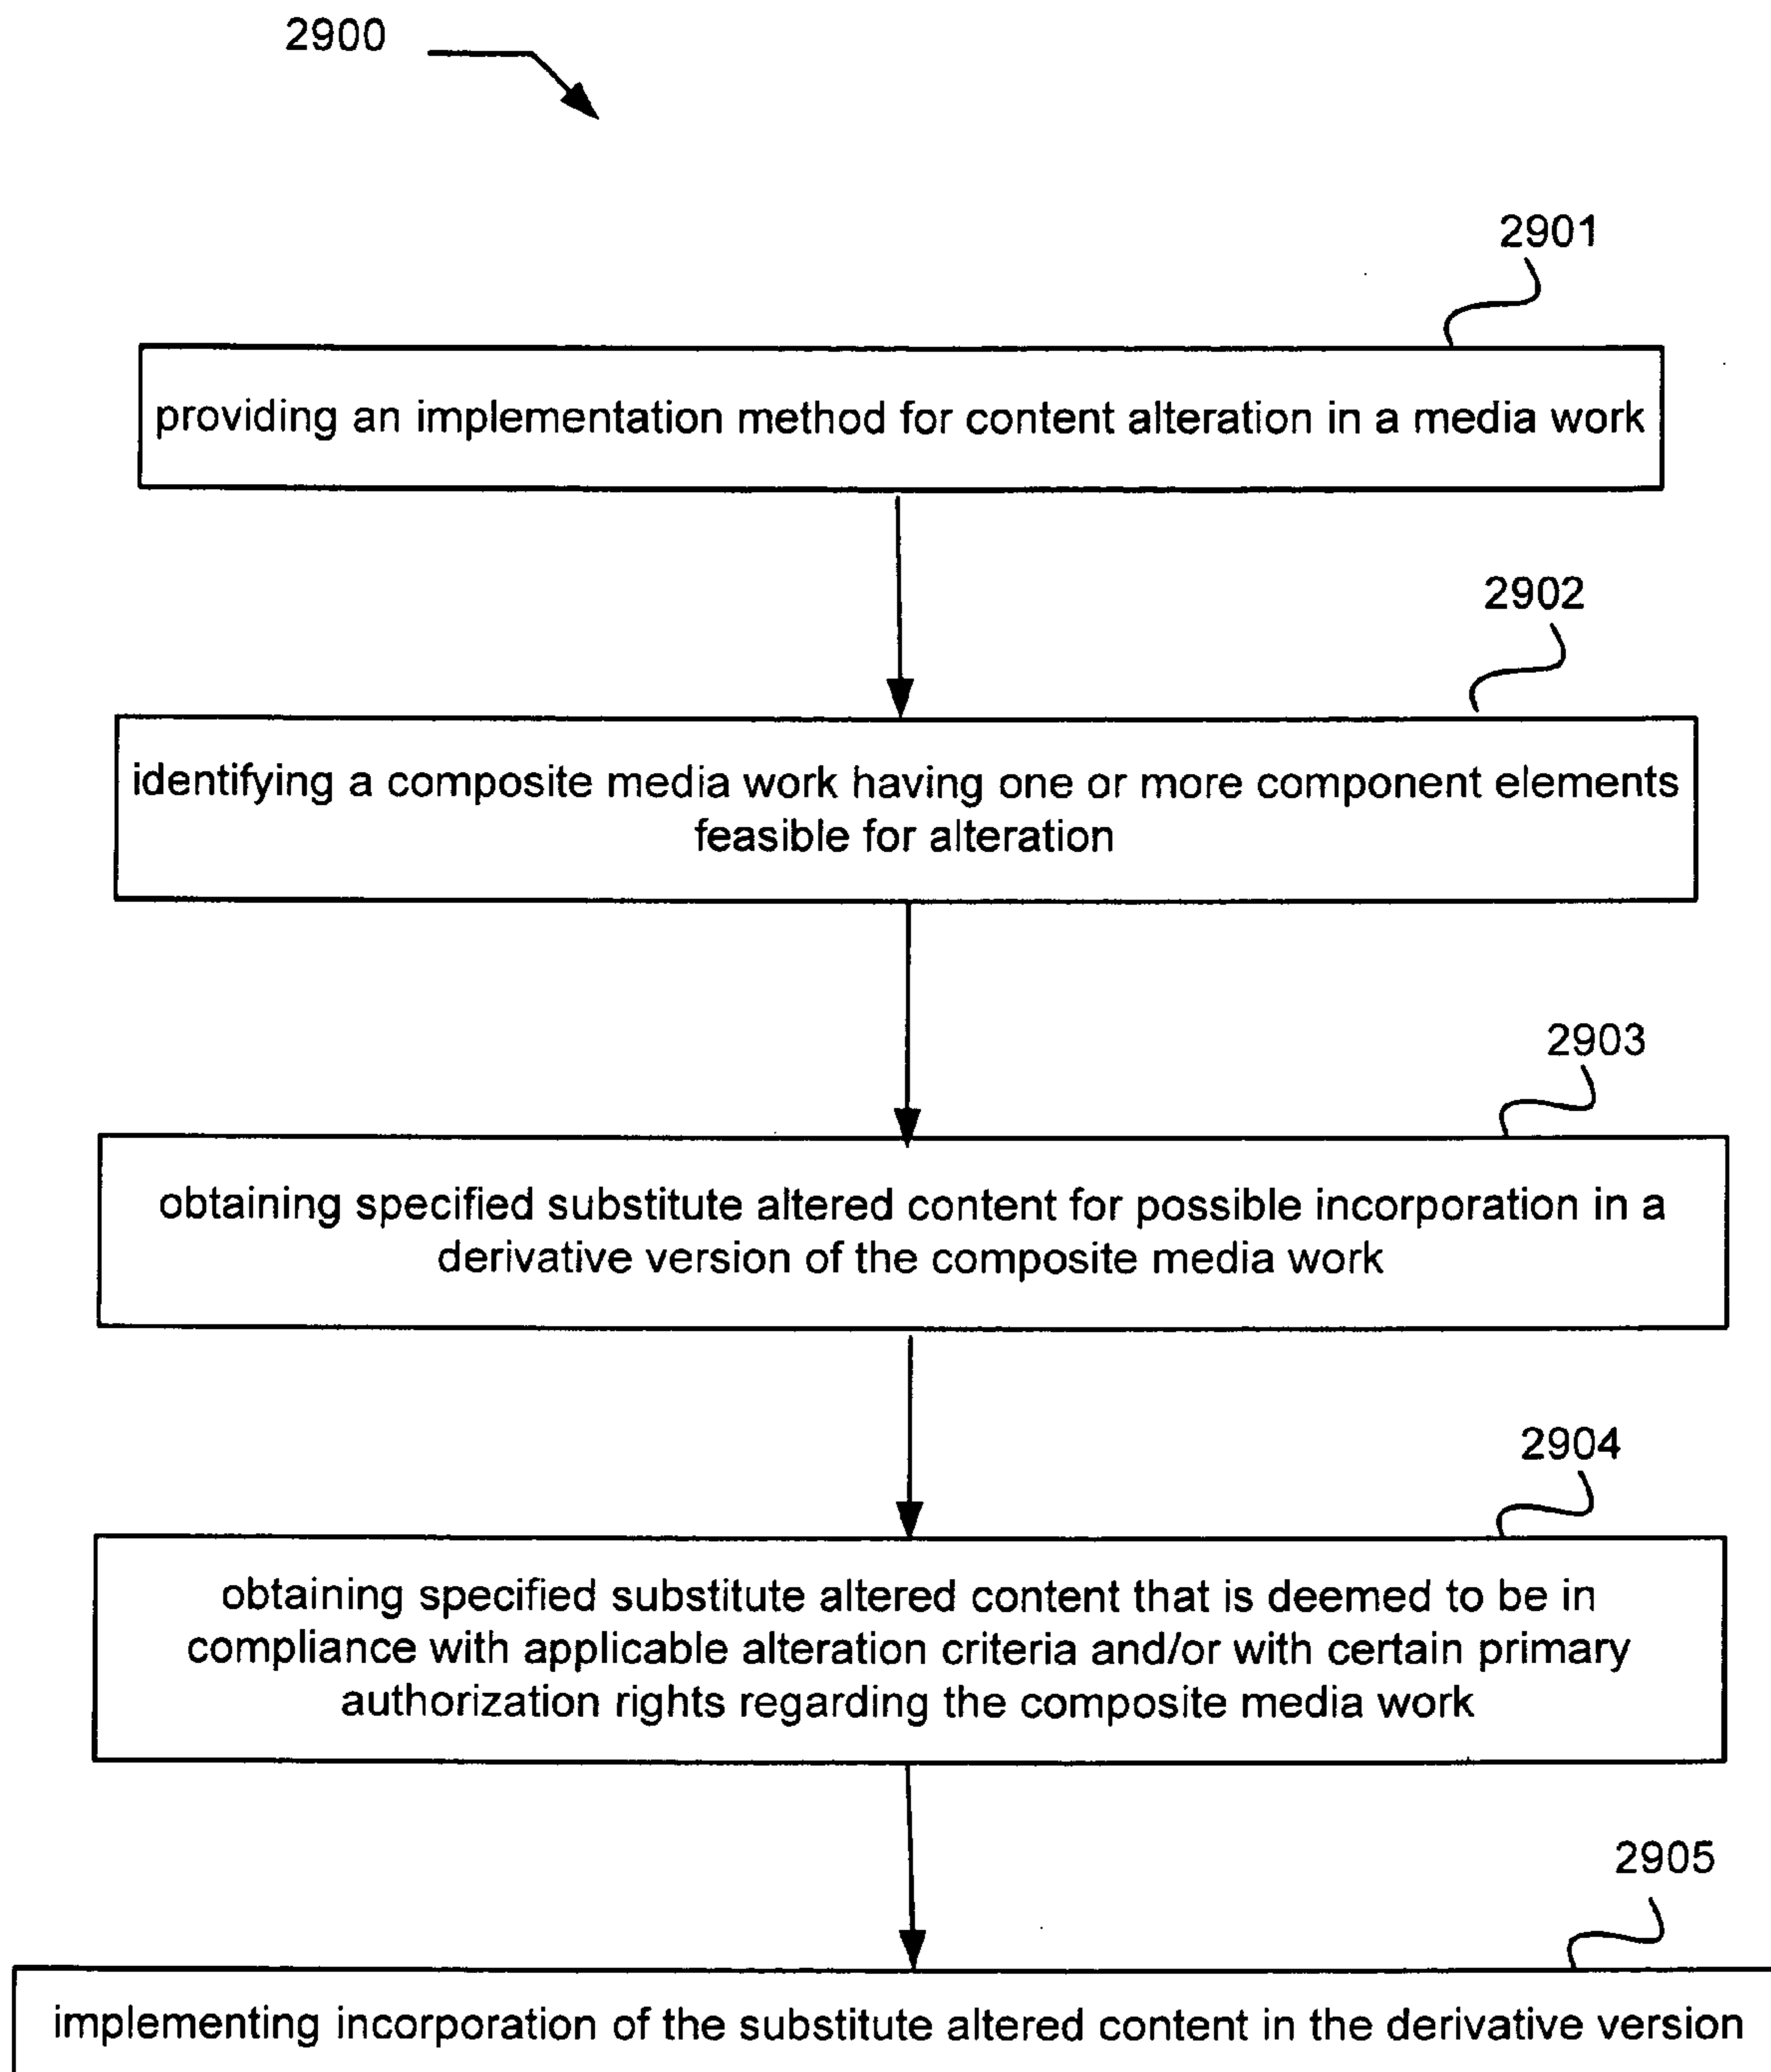 2900
2901
providing an implementation method for content alteration in a media work
2902
identifying a composite media work having one or more component elements
feasible for alteration
2903
obtaining specified substitute altered content for possible incorporation in a
derivative version of the composite media work
2904
obtaining specified substitute altered content that is deemed to be in
compliance with applicable alteration criteria and/or with certain primary
authorization rights regarding the composite media work
2905
implementing incorporation of the substitute altered content in the derivative version